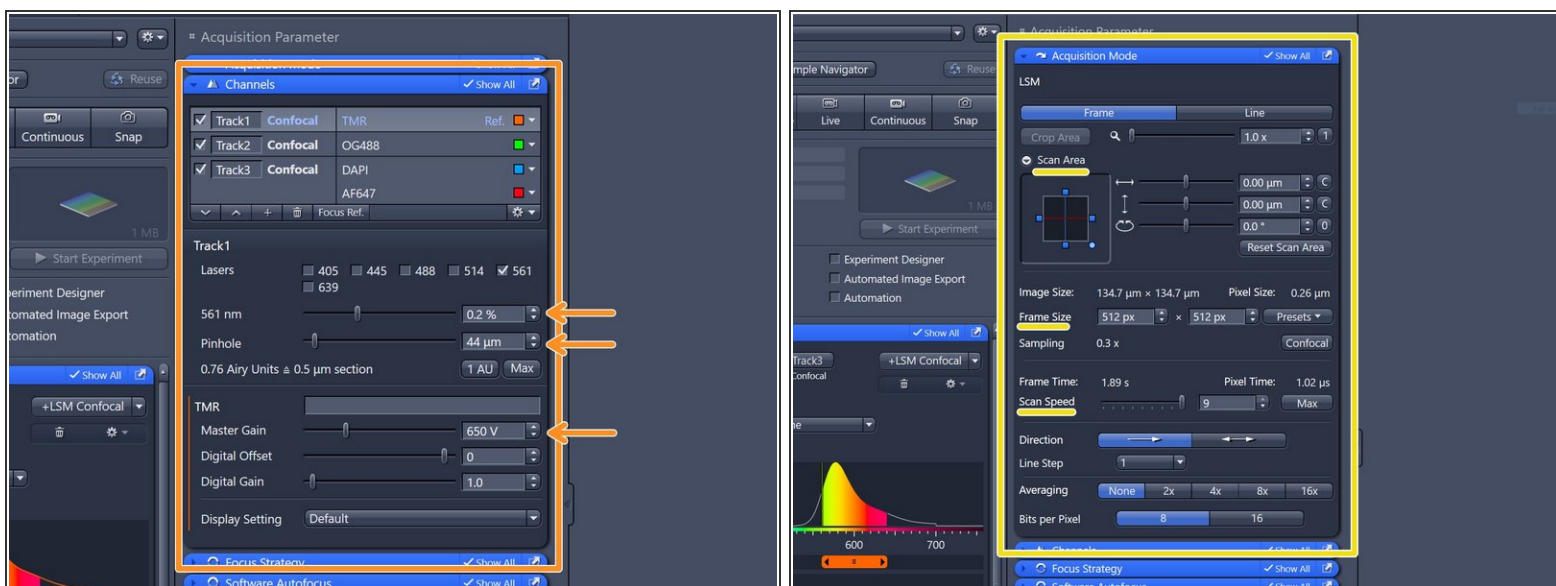 Acquisition Parameter
Reuse
Channels Show All
Continuous Snap
Track1 Confocal TMR Ref.
Track2 Confocal OG488
Track3 Confocal DAPI
AF647
Focus Ref.
1 MB
Start Experiment
Track1
Lasers 405 445 488 514 561
639
561 nm 0.2 %
Pinhole 44 µm
0.76 Airy Units ≙ 0.5 µm section 1 AU Max
Show All
+LSM Confocal
TMR
Master Gain 650 V
Digital Offset 0
Digital Gain 1.0
Display Setting Default
Focus Strategy Show All
Software Autofocus Show All
Acquisition Parameter
Acquisition Mode Show All
LSM
Frame Line
Reuse
Live Continuous Snap
Crop Area 1.0 x 1
Scan Area
0.00 µm C
0.00 µm C
0.0 ° 0
Reset Scan Area
1 MB
Start Experiment
Experiment Designer
Automated Image Export
Automation
Image Size: 134.7 µm × 134.7 µm Pixel Size: 0.26 µm
Frame Size 512 px × 512 px Presets
Sampling 0.3 x Confocal
Show All
Track3 +LSM Confocal
Confocal
Frame Time: 1.89 s Pixel Time: 1.02 µs
Scan Speed 9 Max
Direction
Line Step 1
Averaging None 2x 4x 8x 16x
Bits per Pixel 8 16
600 700
Channels Show All
Focus Strategy Show All